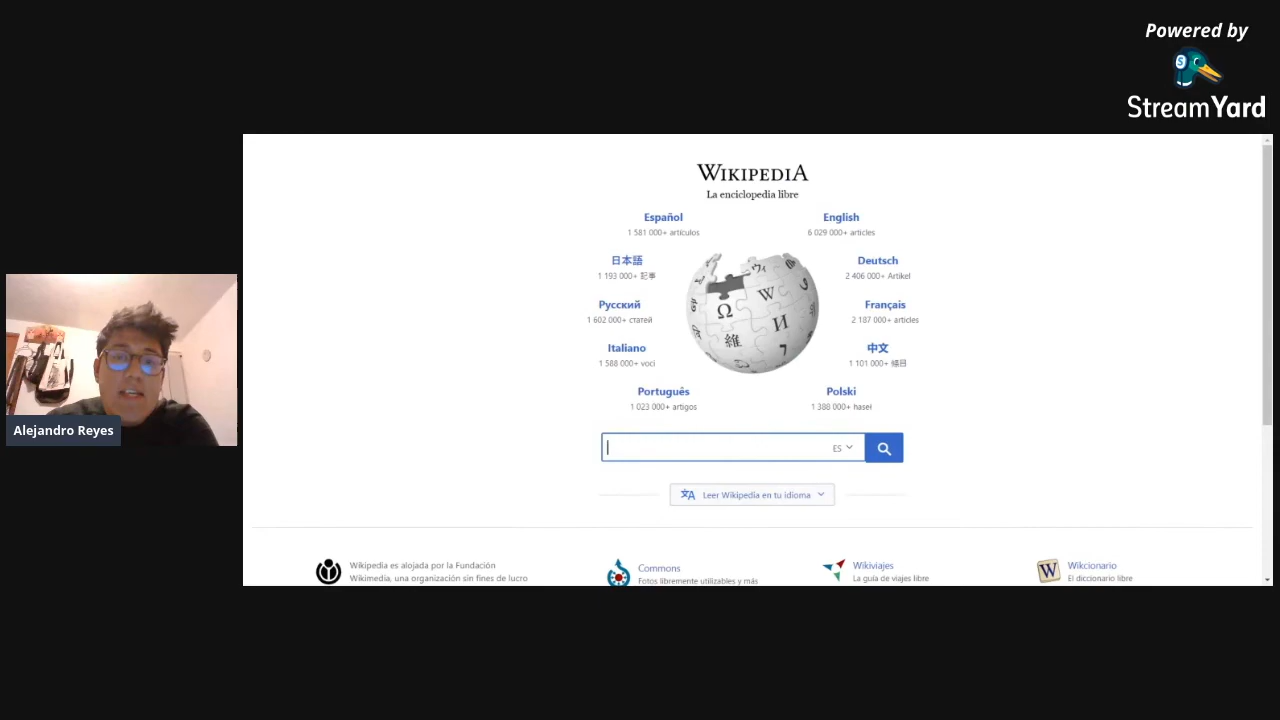 Powered by
StreamYard
WIKIPEDIA
La enciclopedia libre
Español
1 581 000+ artículos
English
6 029 000+ articles
日本語
1 193 000+ 記事
Deutsch
2 406 000+ Artikel
Русский
1 602 000+ статей
Français
2 187 000+ articles
Italiano
1 588 000+ voci
中文
1 101 000+ 條目
Português
1 023 000+ artigos
Polski
1 388 000+ haseł
ES
Leer Wikipedia en tu idioma
Wikipedia es alojada por la Fundación
Wikimedia, una organización sin fines de lucro
Commons
Fotos libremente utilizables y más
Wikiviajes
La guía de viajes libre
Wikcionario
El diccionario libre
Alejandro Reyes